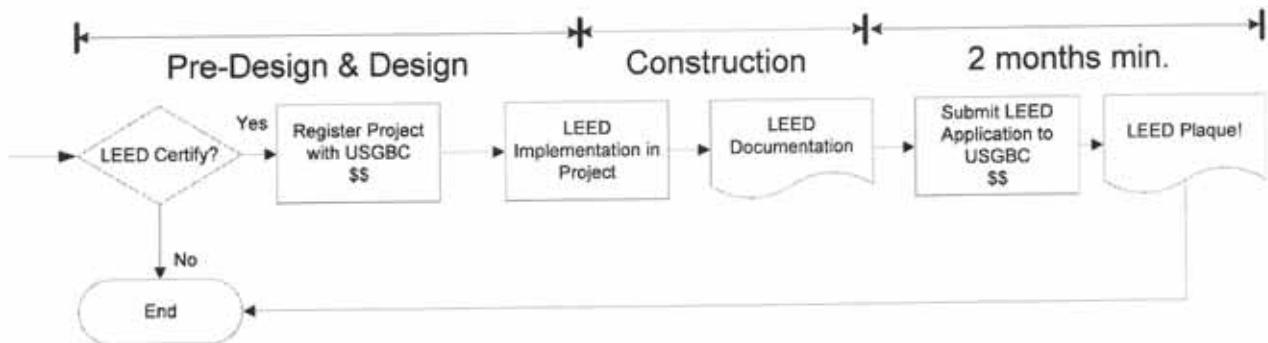 Pre-Design & Design
Construction
2 months min.
LEED Certify?
Yes
Register Project
with USGBC
$$
LEED
Implementation in
Project
LEED
Documentation
Submit LEED
Application to
USGBC
$$
LEED Plaque!
No
End